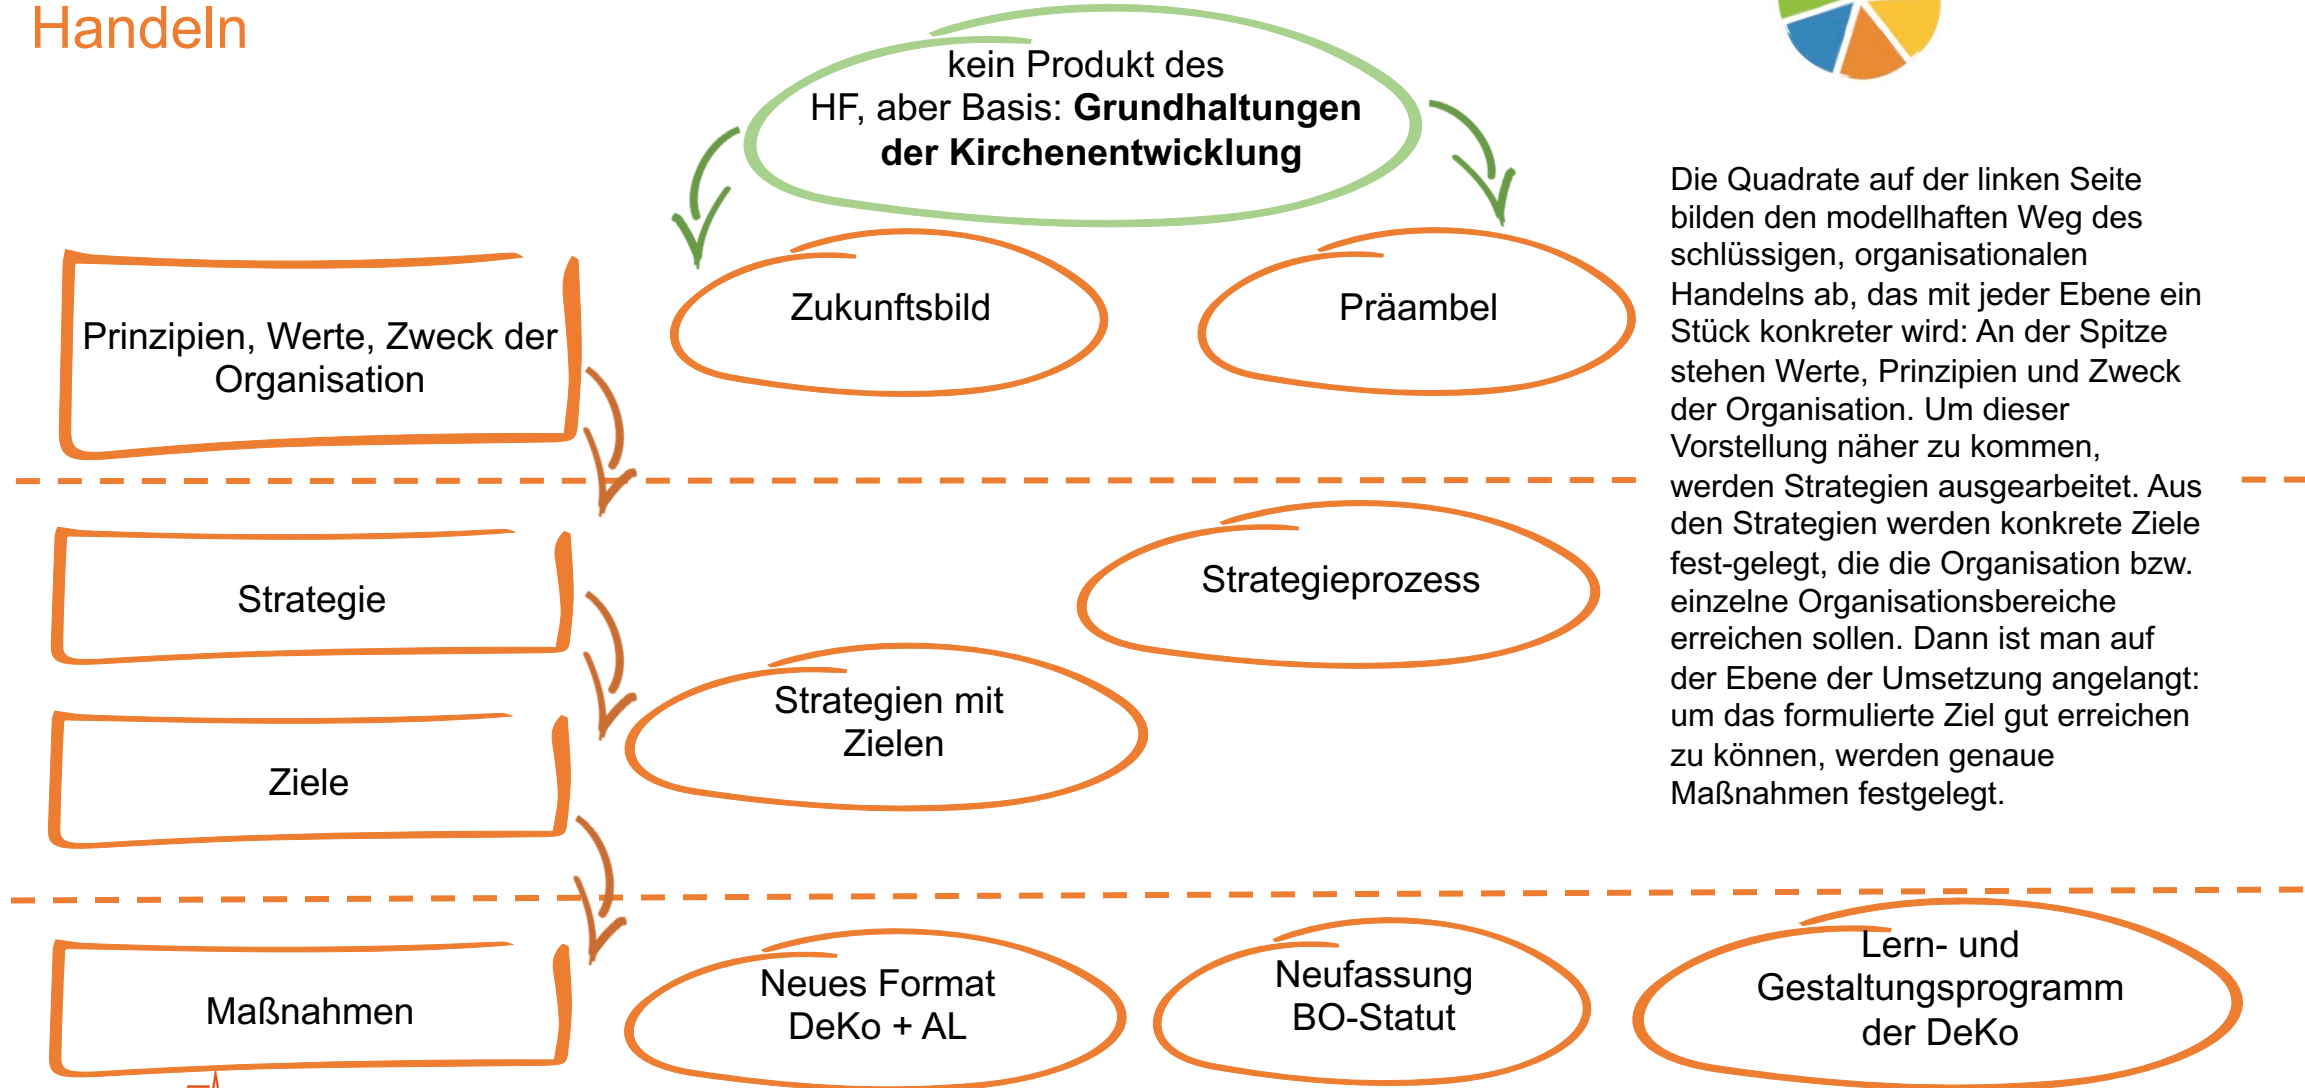 Handeln
kein Produkt des
HF, aber Basis: Grundhaltungen
der Kirchenentwicklung
Prinzipien, Werte, Zweck der
Organisation
Zukunftsbild
Präambel
Strategie
Strategieprozess
Strategien mit
Zielen
Ziele
Maßnahmen
Neues Format
DeKo + AL
Neufassung
BO-Statut
Lern- und
Gestaltungsprogramm
der DeKo
Die Quadrate auf der linken Seite
bilden den modellhaften Weg des
schlüssigen, organisationalen
Handelns ab, das mit jeder Ebene ein
Stück konkreter wird: An der Spitze
stehen Werte, Prinzipien und Zweck
der Organisation. Um dieser
Vorstellung näher zu kommen,
werden Strategien ausgearbeitet. Aus
den Strategien werden konkrete Ziele
fest-gelegt, die die Organisation bzw.
einzelne Organisationsbereiche
erreichen sollen. Dann ist man auf
der Ebene der Umsetzung angelangt:
um das formulierte Ziel gut erreichen
zu können, werden genaue
Maßnahmen festgelegt.